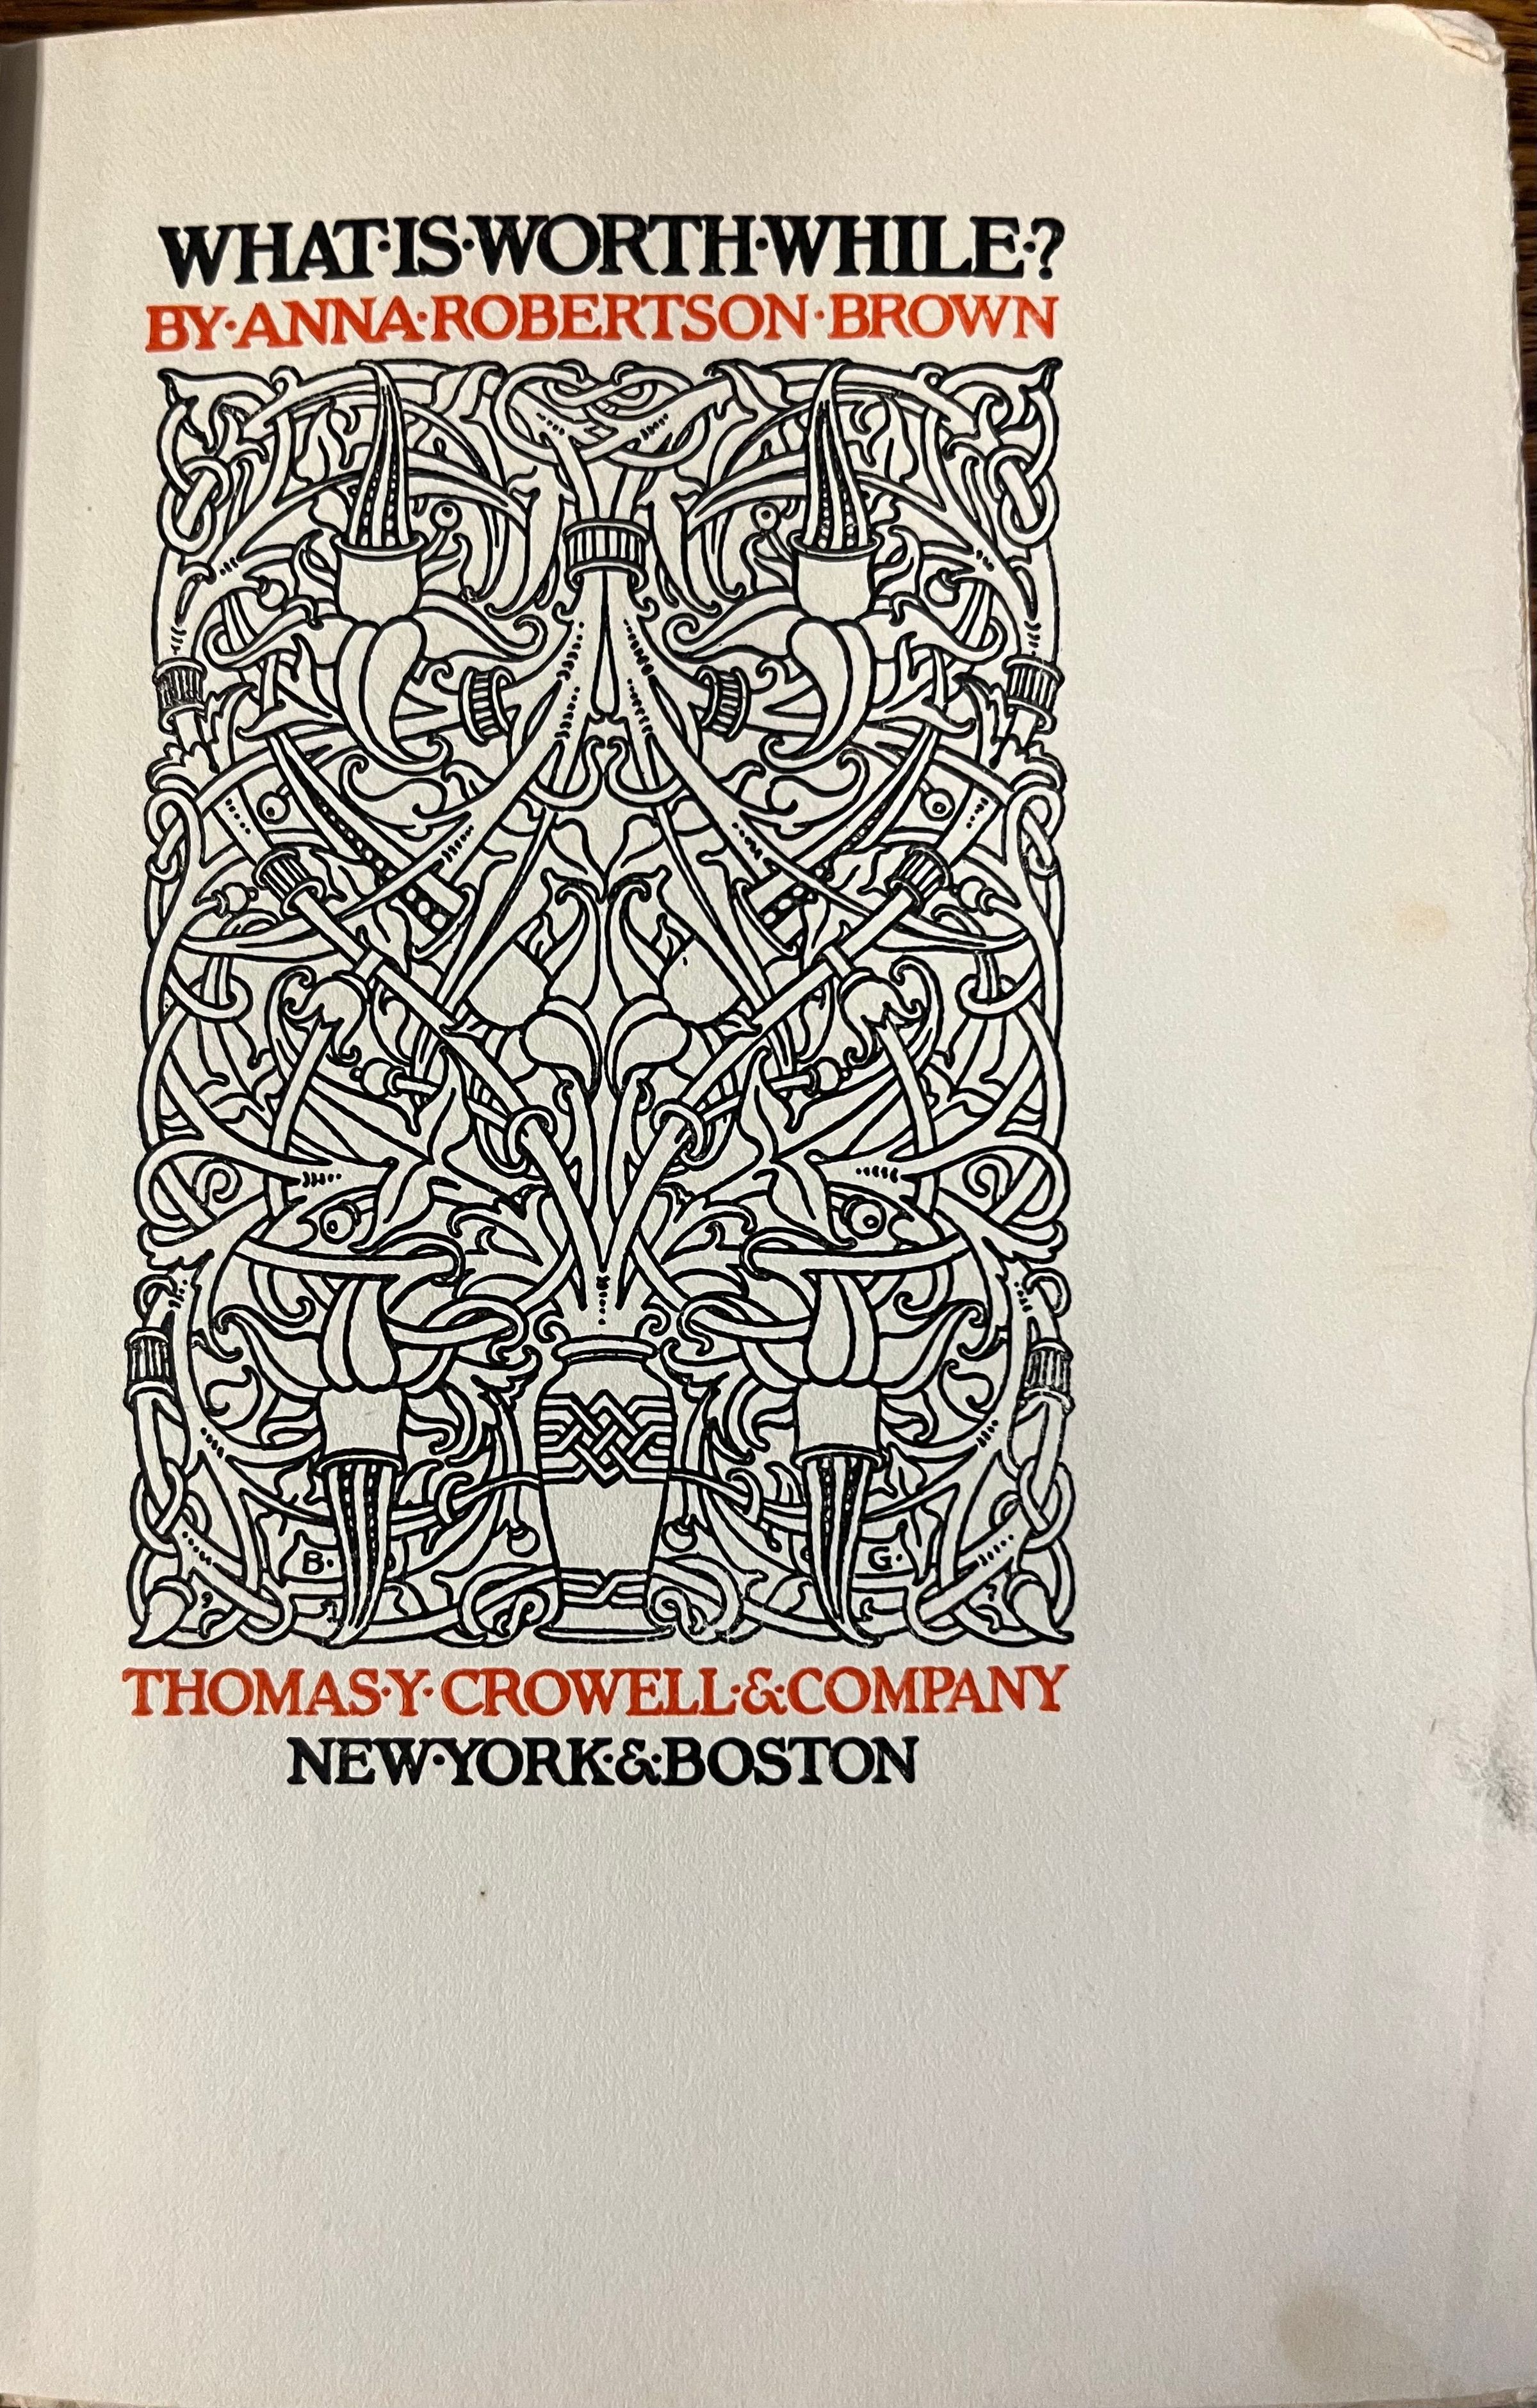 WHAT·IS·WORTH·WHILE·?
BY·ANNA·ROBERTSON·BROWN
B· G·
THOMAS·Y·CROWELL·&·COMPANY
NEW·YORK·&·BOSTON